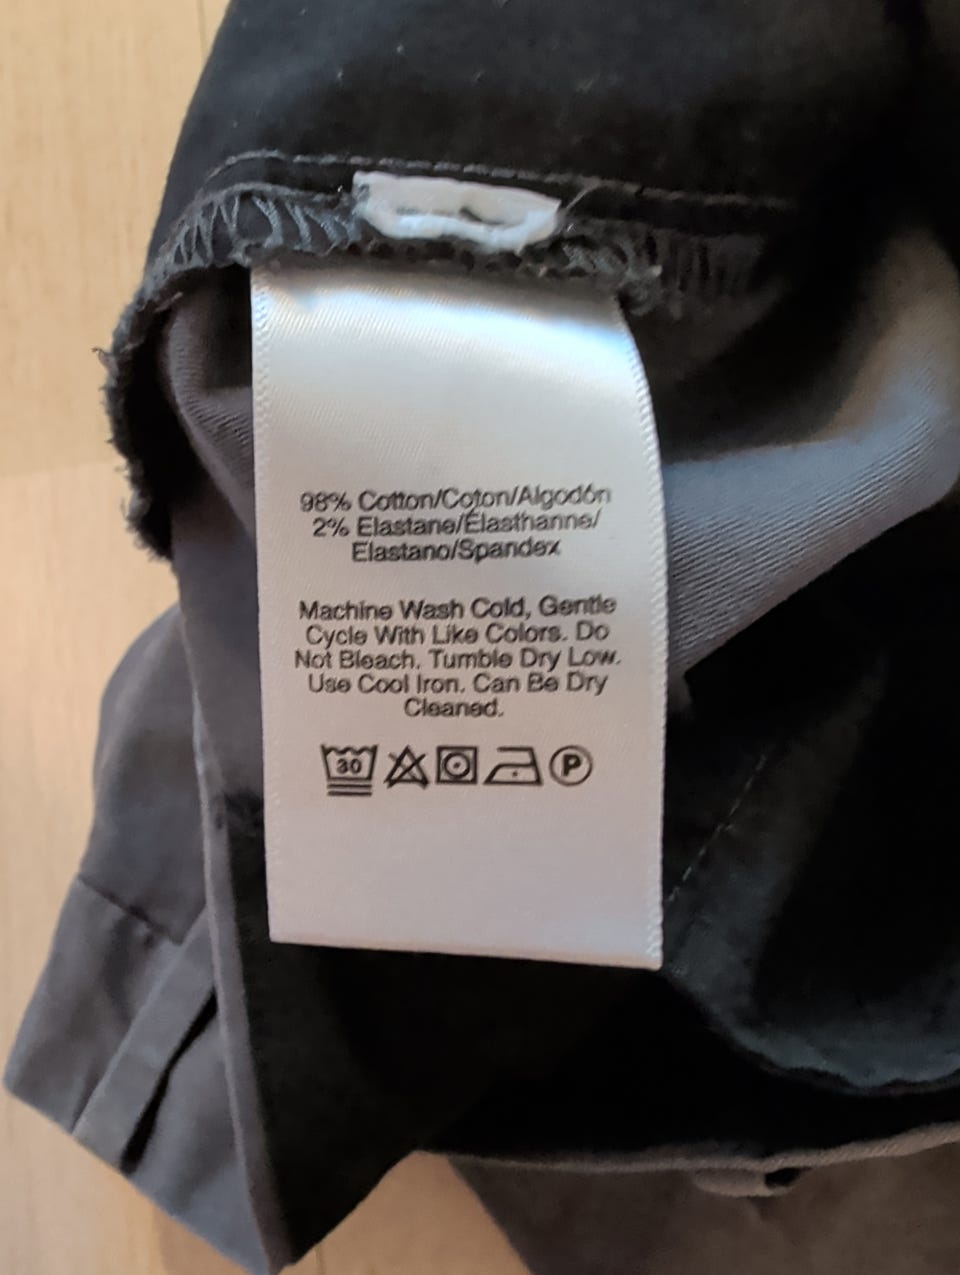 98% Cotton/Coton/Algodón
2% Elastane/Élasthanne/
Elastano/Spandex
Machine Wash Cold, Gentle
Cycle With Like Colors. Do
Not Bleach. Tumble Dry Low.
Use Cool Iron. Can Be Dry
Cleaned.
30 P